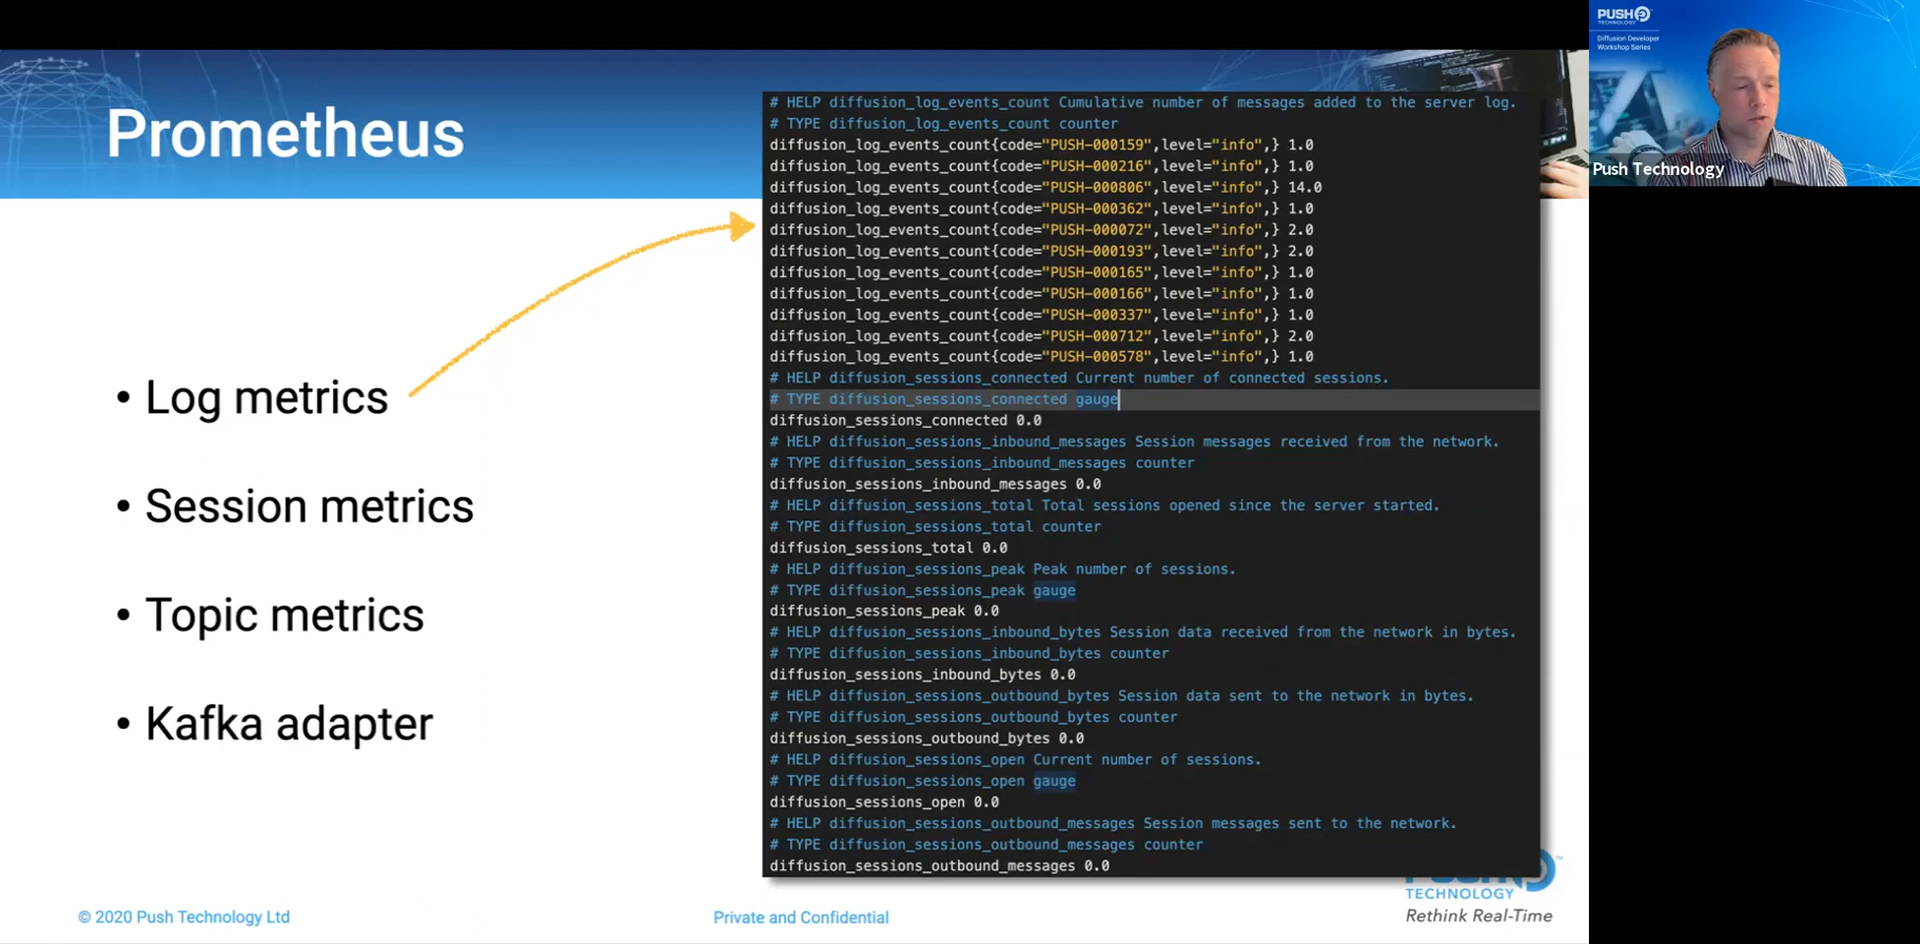 Prometheus
• Log metrics
• Session metrics
• Topic metrics
• Kafka adapter
# HELP diffusion_log_events_count Cumulative number of messages added to the server log.
# TYPE diffusion_log_events_count counter
diffusion_log_events_count{code="PUSH-000159",level="info",} 1.0
diffusion_log_events_count{code="PUSH-000216",level="info",} 1.0
diffusion_log_events_count{code="PUSH-000806",level="info",} 14.0
diffusion_log_events_count{code="PUSH-000362",level="info",} 1.0
diffusion_log_events_count{code="PUSH-000072",level="info",} 2.0
diffusion_log_events_count{code="PUSH-000193",level="info",} 2.0
diffusion_log_events_count{code="PUSH-000165",level="info",} 1.0
diffusion_log_events_count{code="PUSH-000166",level="info",} 1.0
diffusion_log_events_count{code="PUSH-000337",level="info",} 1.0
diffusion_log_events_count{code="PUSH-000712",level="info",} 2.0
diffusion_log_events_count{code="PUSH-000578",level="info",} 1.0
# HELP diffusion_sessions_connected Current number of connected sessions.
# TYPE diffusion_sessions_connected gauge
diffusion_sessions_connected 0.0
# HELP diffusion_sessions_inbound_messages Session messages received from the network.
# TYPE diffusion_sessions_inbound_messages counter
diffusion_sessions_inbound_messages 0.0
# HELP diffusion_sessions_total Total sessions opened since the server started.
# TYPE diffusion_sessions_total counter
diffusion_sessions_total 0.0
# HELP diffusion_sessions_peak Peak number of sessions.
# TYPE diffusion_sessions_peak gauge
diffusion_sessions_peak 0.0
# HELP diffusion_sessions_inbound_bytes Session data received from the network in bytes.
# TYPE diffusion_sessions_inbound_bytes counter
diffusion_sessions_inbound_bytes 0.0
# HELP diffusion_sessions_outbound_bytes Session data sent to the network in bytes.
# TYPE diffusion_sessions_outbound_bytes counter
diffusion_sessions_outbound_bytes 0.0
# HELP diffusion_sessions_open Current number of sessions.
# TYPE diffusion_sessions_open gauge
diffusion_sessions_open 0.0
# HELP diffusion_sessions_outbound_messages Session messages sent to the network.
# TYPE diffusion_sessions_outbound_messages counter
diffusion_sessions_outbound_messages 0.0
© 2020 Push Technology Ltd
Private and Confidential
TECHNOLOGY
Rethink Real-Time
PUSH
TECHNOLOGY
Diffusion Developer
Workshop Series
Push Technology